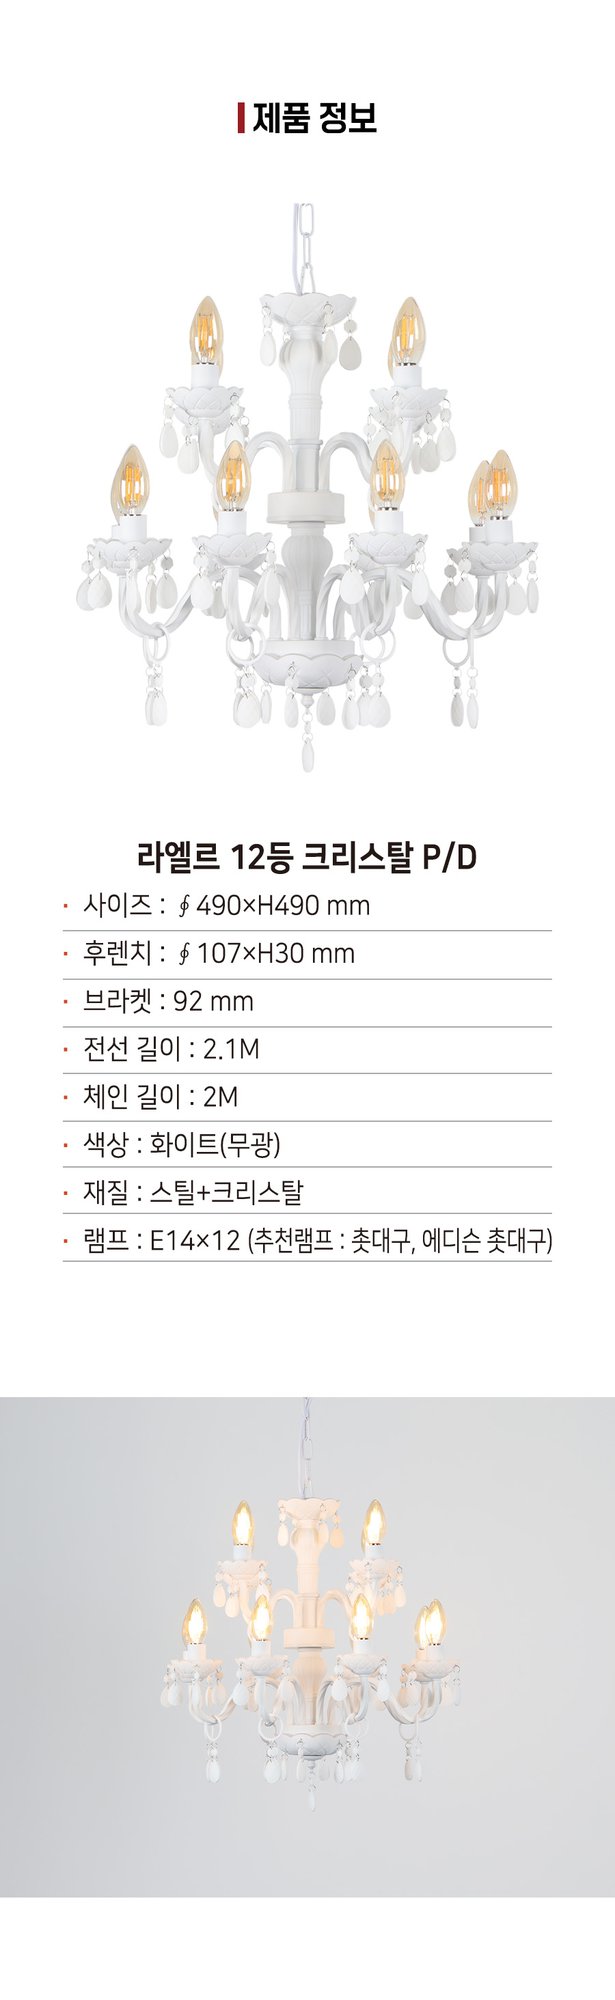 제품 정보
라엘르 12등 크리스탈 P/D
· 사이즈 : ∮ 490×H490 mm
· 후렌치 : ∮ 107×H30 mm
· 브라켓 : 92 mm
· 전선 길이 : 2.1M
· 체인 길이 : 2M
· 색상 : 화이트(무광)
· 재질 : 스틸+크리스탈
· 램프 : E14×12 (추천램프 : 촛대구, 에디슨 촛대구)